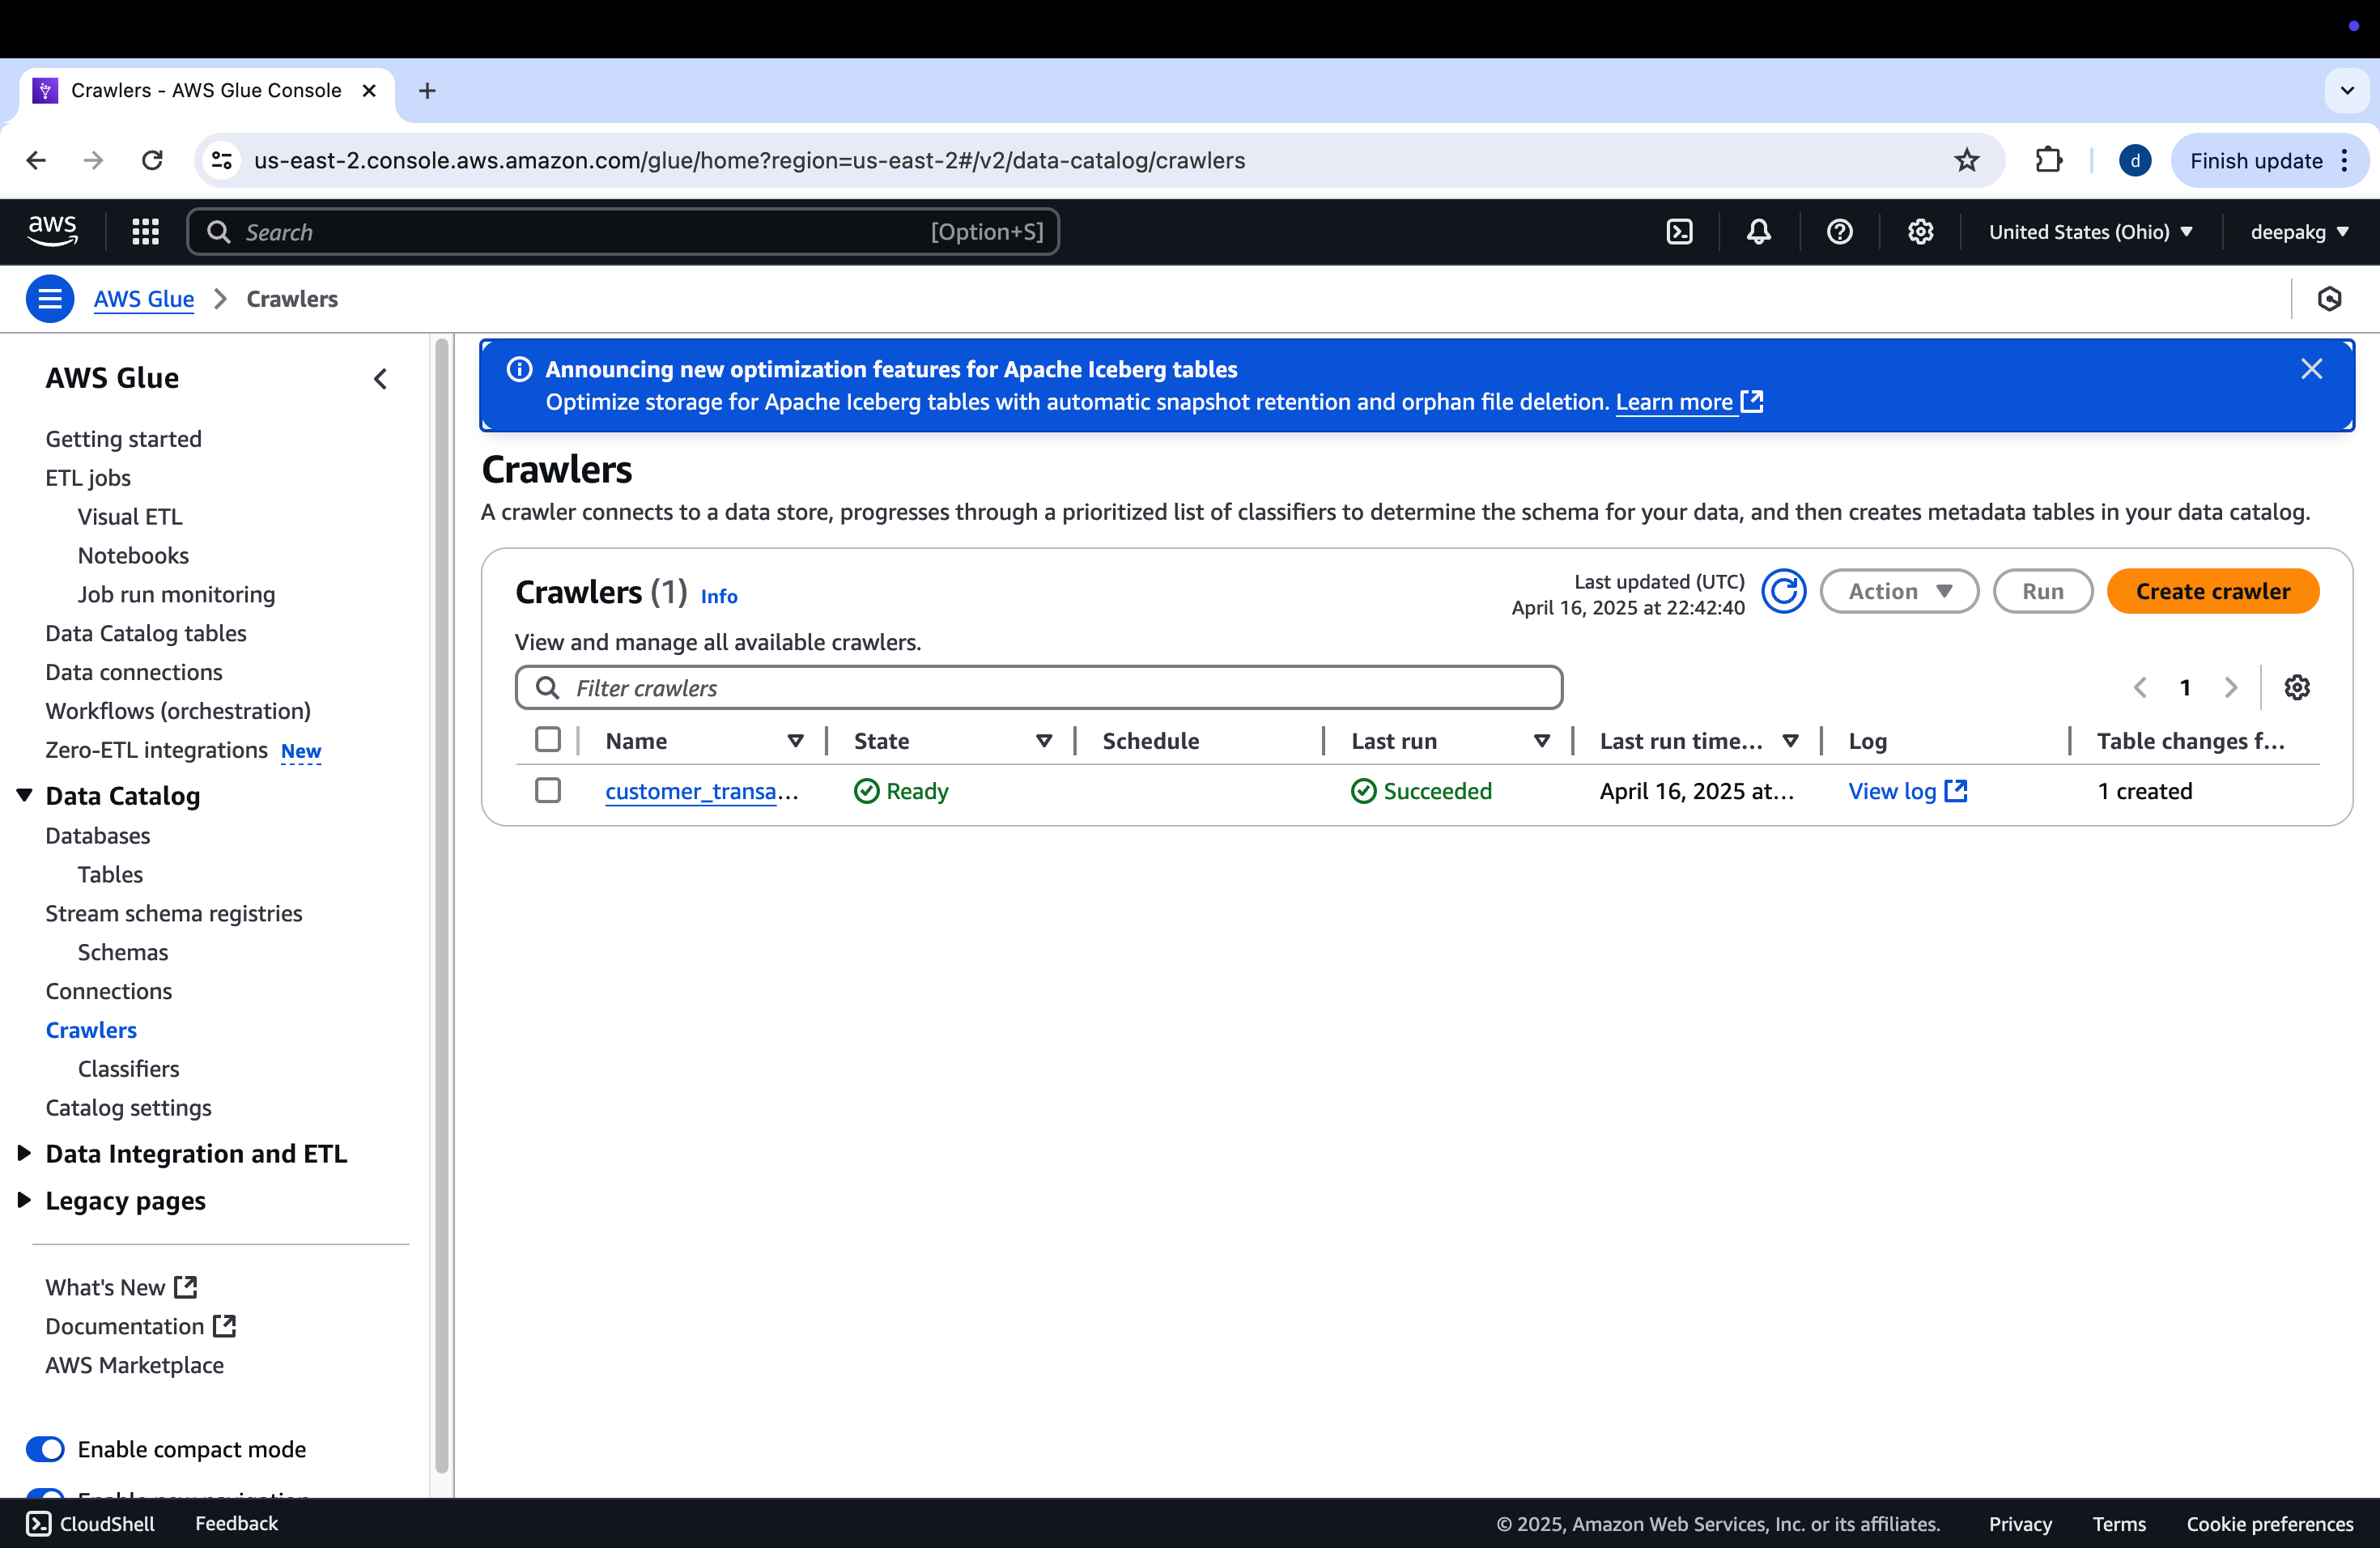 Crawlers - AWS Glue Console
us-east-2.console.aws.amazon.com/glue/home?region=us-east-2#/v2/data-catalog/crawlers
d
Finish update
aws
Search
[Option+S]
United States (Ohio)
deepakg
AWS Glue
Crawlers
AWS Glue
Getting started
ETL jobs
Visual ETL
Notebooks
Job run monitoring
Data Catalog tables
Data connections
Workflows (orchestration)
Zero-ETL integrations New
Data Catalog
Databases
Tables
Stream schema registries
Schemas
Connections
Crawlers
Classifiers
Catalog settings
Data Integration and ETL
Legacy pages
What's New
Documentation
AWS Marketplace
Enable compact mode
Announcing new optimization features for Apache Iceberg tables
Optimize storage for Apache Iceberg tables with automatic snapshot retention and orphan file deletion. Learn more
Crawlers
A crawler connects to a data store, progresses through a prioritized list of classifiers to determine the schema for your data, and then creates metadata tables in your data catalog.
Crawlers (1) Info
Last updated (UTC)
April 16, 2025 at 22:42:40
Action
Run
Create crawler
View and manage all available crawlers.
Filter crawlers
1
Name State Schedule Last run Last run time... Log Table changes f...
customer_transa... Ready Succeeded April 16, 2025 at... View log 1 created
CloudShell
Feedback
© 2025, Amazon Web Services, Inc. or its affiliates.
Privacy
Terms
Cookie preferences